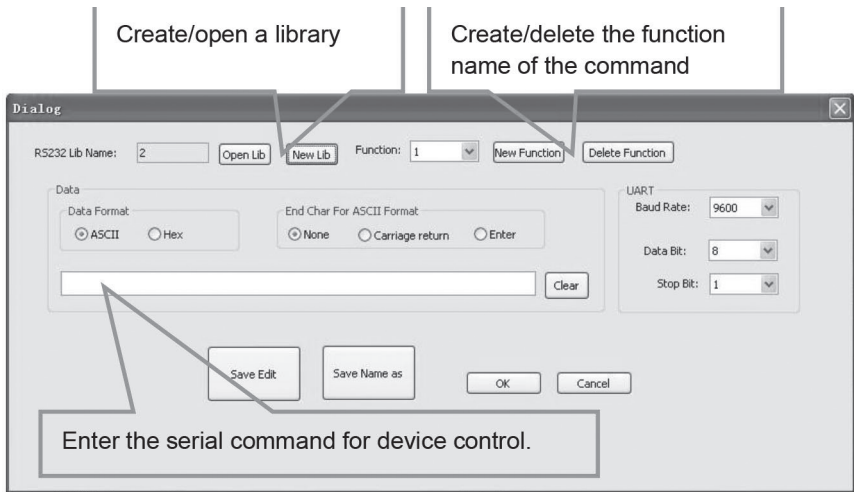 Create/open a library
Create/delete the function
name of the command
Dialog
RS232 Lib Name: 2 Open Lib New Lib Function: 1 New Function Delete Function
Data
Data Format
ASCII Hex
End Char For ASCII Format
None Carriage return Enter
Clear
UART
Baud Rate: 9600
Data Bit: 8
Stop Bit: 1
Save Edit Save Name as OK Cancel
Enter the serial command for device control.